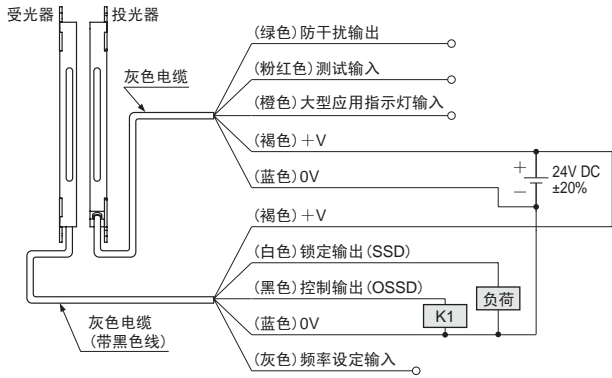 受光器
投光器
灰色电缆
(绿色)防干扰输出
(粉红色)测试输入
(橙色)大型应用指示灯输入
(褐色)＋V
(蓝色)0V
+
−
24V DC
±20%
(褐色)＋V
(白色)锁定输出(SSD)
(黑色)控制输出(OSSD)
(蓝色)0V
(灰色)频率设定输入
K1
负荷
灰色电缆
(带黑色线)